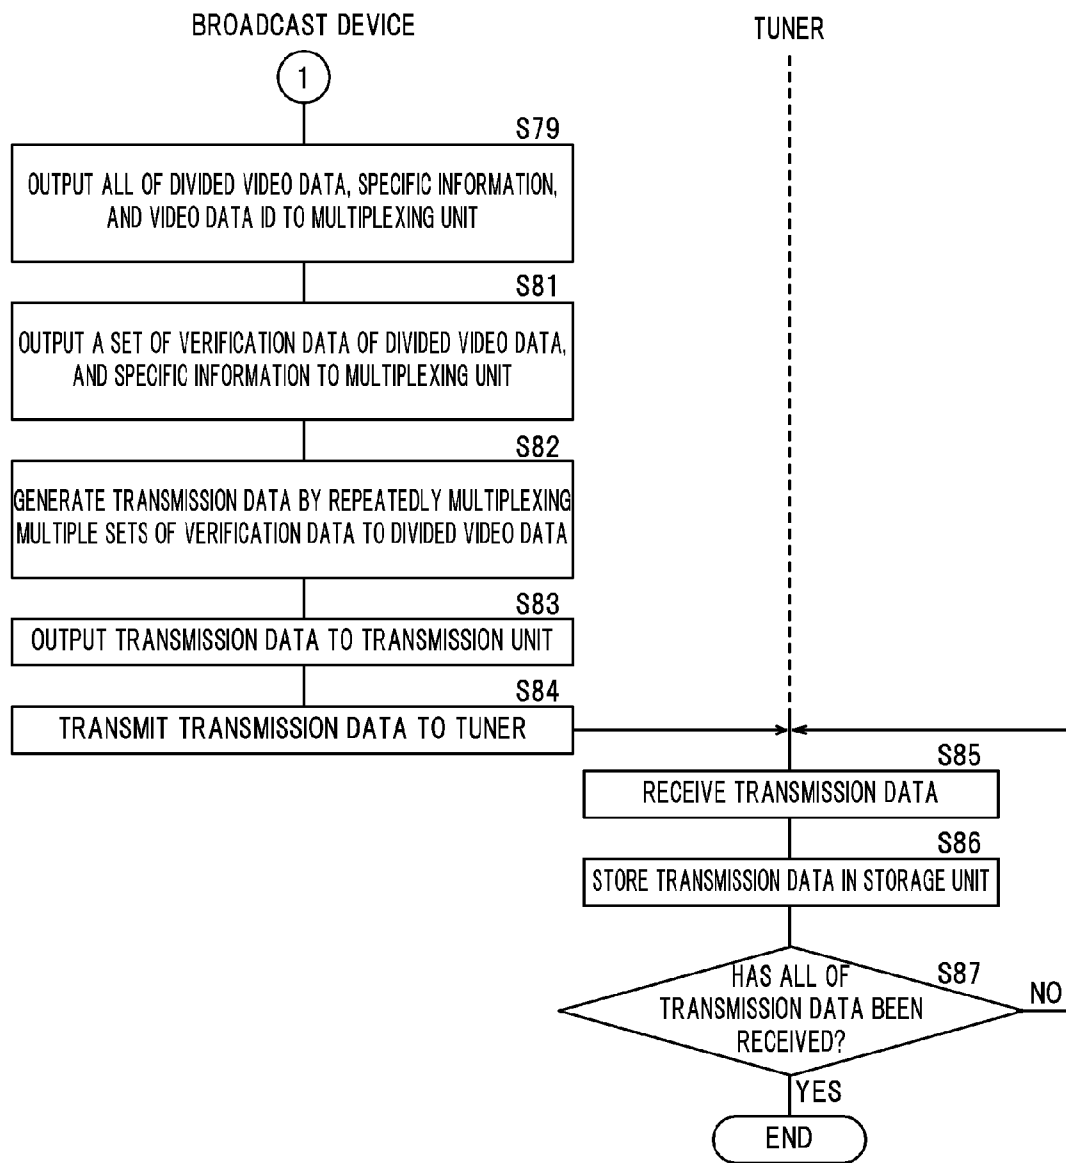 BROADCAST DEVICE
TUNER
1
S79
OUTPUT ALL OF DIVIDED VIDEO DATA, SPECIFIC INFORMATION,
AND VIDEO DATA ID TO MULTIPLEXING UNIT
S81
OUTPUT A SET OF VERIFICATION DATA OF DIVIDED VIDEO DATA,
AND SPECIFIC INFORMATION TO MULTIPLEXING UNIT
S82
GENERATE TRANSMISSION DATA BY REPEATEDLY MULTIPLEXING
MULTIPLE SETS OF VERIFICATION DATA TO DIVIDED VIDEO DATA
S83
OUTPUT TRANSMISSION DATA TO TRANSMISSION UNIT
S84
TRANSMIT TRANSMISSION DATA TO TUNER
S85
RECEIVE TRANSMISSION DATA
S86
STORE TRANSMISSION DATA IN STORAGE UNIT
S87
HAS ALL OF
TRANSMISSION DATA BEEN
RECEIVED?
NO
YES
END